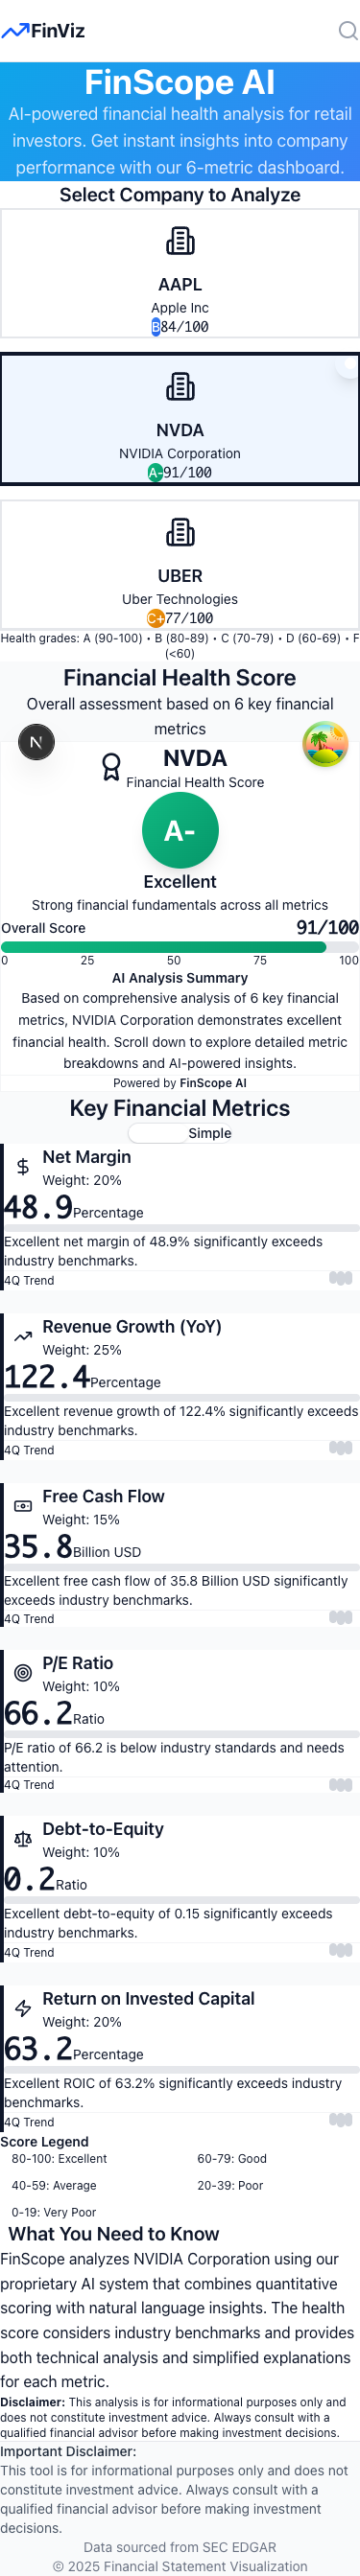 FinViz
FinScope AI
AI-powered financial health analysis for retail
investors. Get instant insights into company
performance with our 6-metric dashboard.
Select Company to Analyze
AAPL
Apple Inc
B 84/100
NVDA
NVIDIA Corporation
A- 91/100
UBER
Uber Technologies
C+ 77/100
Health grades: A (90-100) • B (80-89) • C (70-79) • D (60-69) • F
(<60)
Financial Health Score
Overall assessment based on 6 key financial
metrics
N
NVDA
Financial Health Score
A-
Excellent
Strong financial fundamentals across all metrics
Overall Score 91/100
0 25 50 75 100
AI Analysis Summary
Based on comprehensive analysis of 6 key financial
metrics, NVIDIA Corporation demonstrates excellent
financial health. Scroll down to explore detailed metric
breakdowns and AI-powered insights.
Powered by FinScope AI
Key Financial Metrics
Simple
Net Margin
Weight: 20%
48.9 Percentage
Excellent net margin of 48.9% significantly exceeds
industry benchmarks.
4Q Trend
Revenue Growth (YoY)
Weight: 25%
122.4 Percentage
Excellent revenue growth of 122.4% significantly exceeds
industry benchmarks.
4Q Trend
Free Cash Flow
Weight: 15%
35.8 Billion USD
Excellent free cash flow of 35.8 Billion USD significantly
exceeds industry benchmarks.
4Q Trend
P/E Ratio
Weight: 10%
66.2 Ratio
P/E ratio of 66.2 is below industry standards and needs
attention.
4Q Trend
Debt-to-Equity
Weight: 10%
0.2 Ratio
Excellent debt-to-equity of 0.15 significantly exceeds
industry benchmarks.
4Q Trend
Return on Invested Capital
Weight: 20%
63.2 Percentage
Excellent ROIC of 63.2% significantly exceeds industry
benchmarks.
4Q Trend
Score Legend
80-100: Excellent 60-79: Good
40-59: Average 20-39: Poor
0-19: Very Poor
What You Need to Know
FinScope analyzes NVIDIA Corporation using our
proprietary AI system that combines quantitative
scoring with natural language insights. The health
score considers industry benchmarks and provides
both technical analysis and simplified explanations
for each metric.
Disclaimer: This analysis is for informational purposes only and
does not constitute investment advice. Always consult with a
qualified financial advisor before making investment decisions.
Important Disclaimer:
This tool is for informational purposes only and does not
constitute investment advice. Always consult with a
qualified financial advisor before making investment
decisions.
Data sourced from SEC EDGAR
© 2025 Financial Statement Visualization